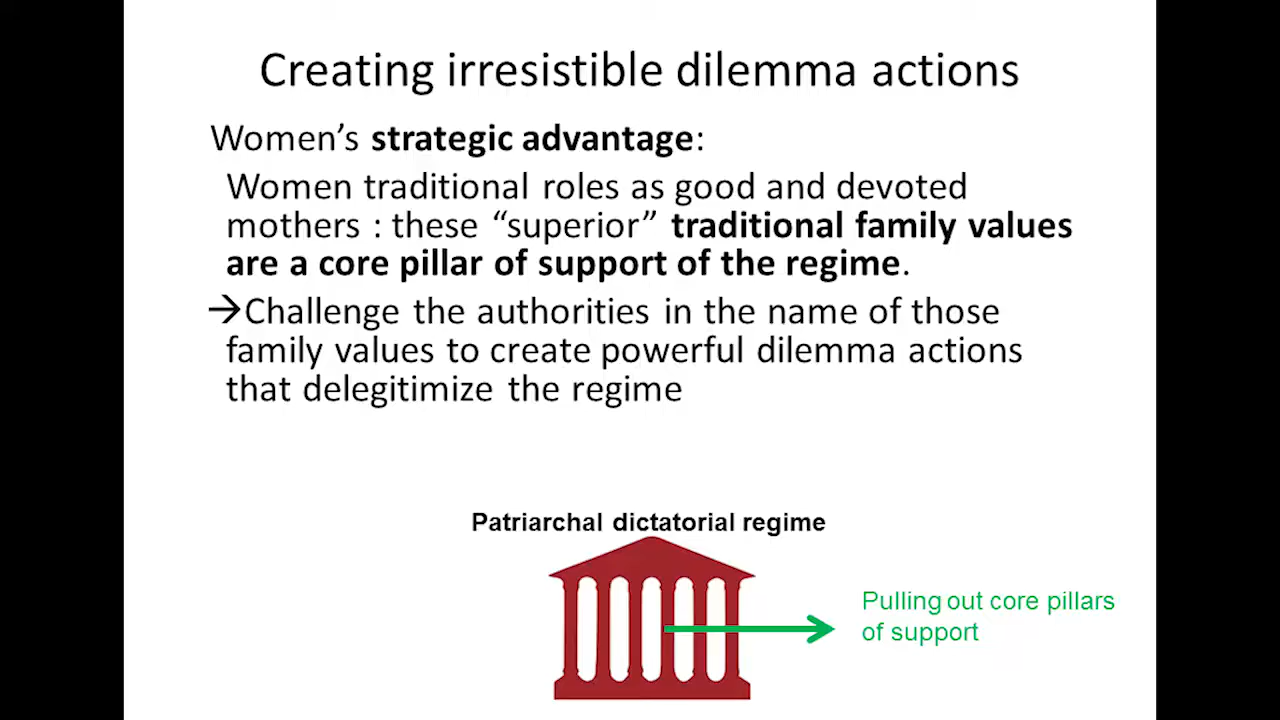 Creating irresistible dilemma actions
Women’s strategic advantage:
Women traditional roles as good and devoted
mothers : these “superior” traditional family values
are a core pillar of support of the regime.
→Challenge the authorities in the name of those
family values to create powerful dilemma actions
that delegitimize the regime
Patriarchal dictatorial regime
Pulling out core pillars
of support